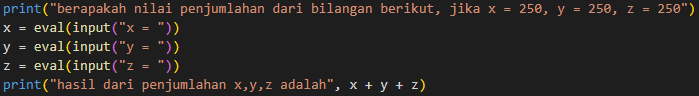 print("berapakah nilai penjumlahan dari bilangan berikut, jika x = 250, y = 250, z = 250")
x = eval(input("x = "))
y = eval(input("y = "))
z = eval(input("z = "))
print("hasil dari penjumlahan x,y,z adalah", x + y + z)